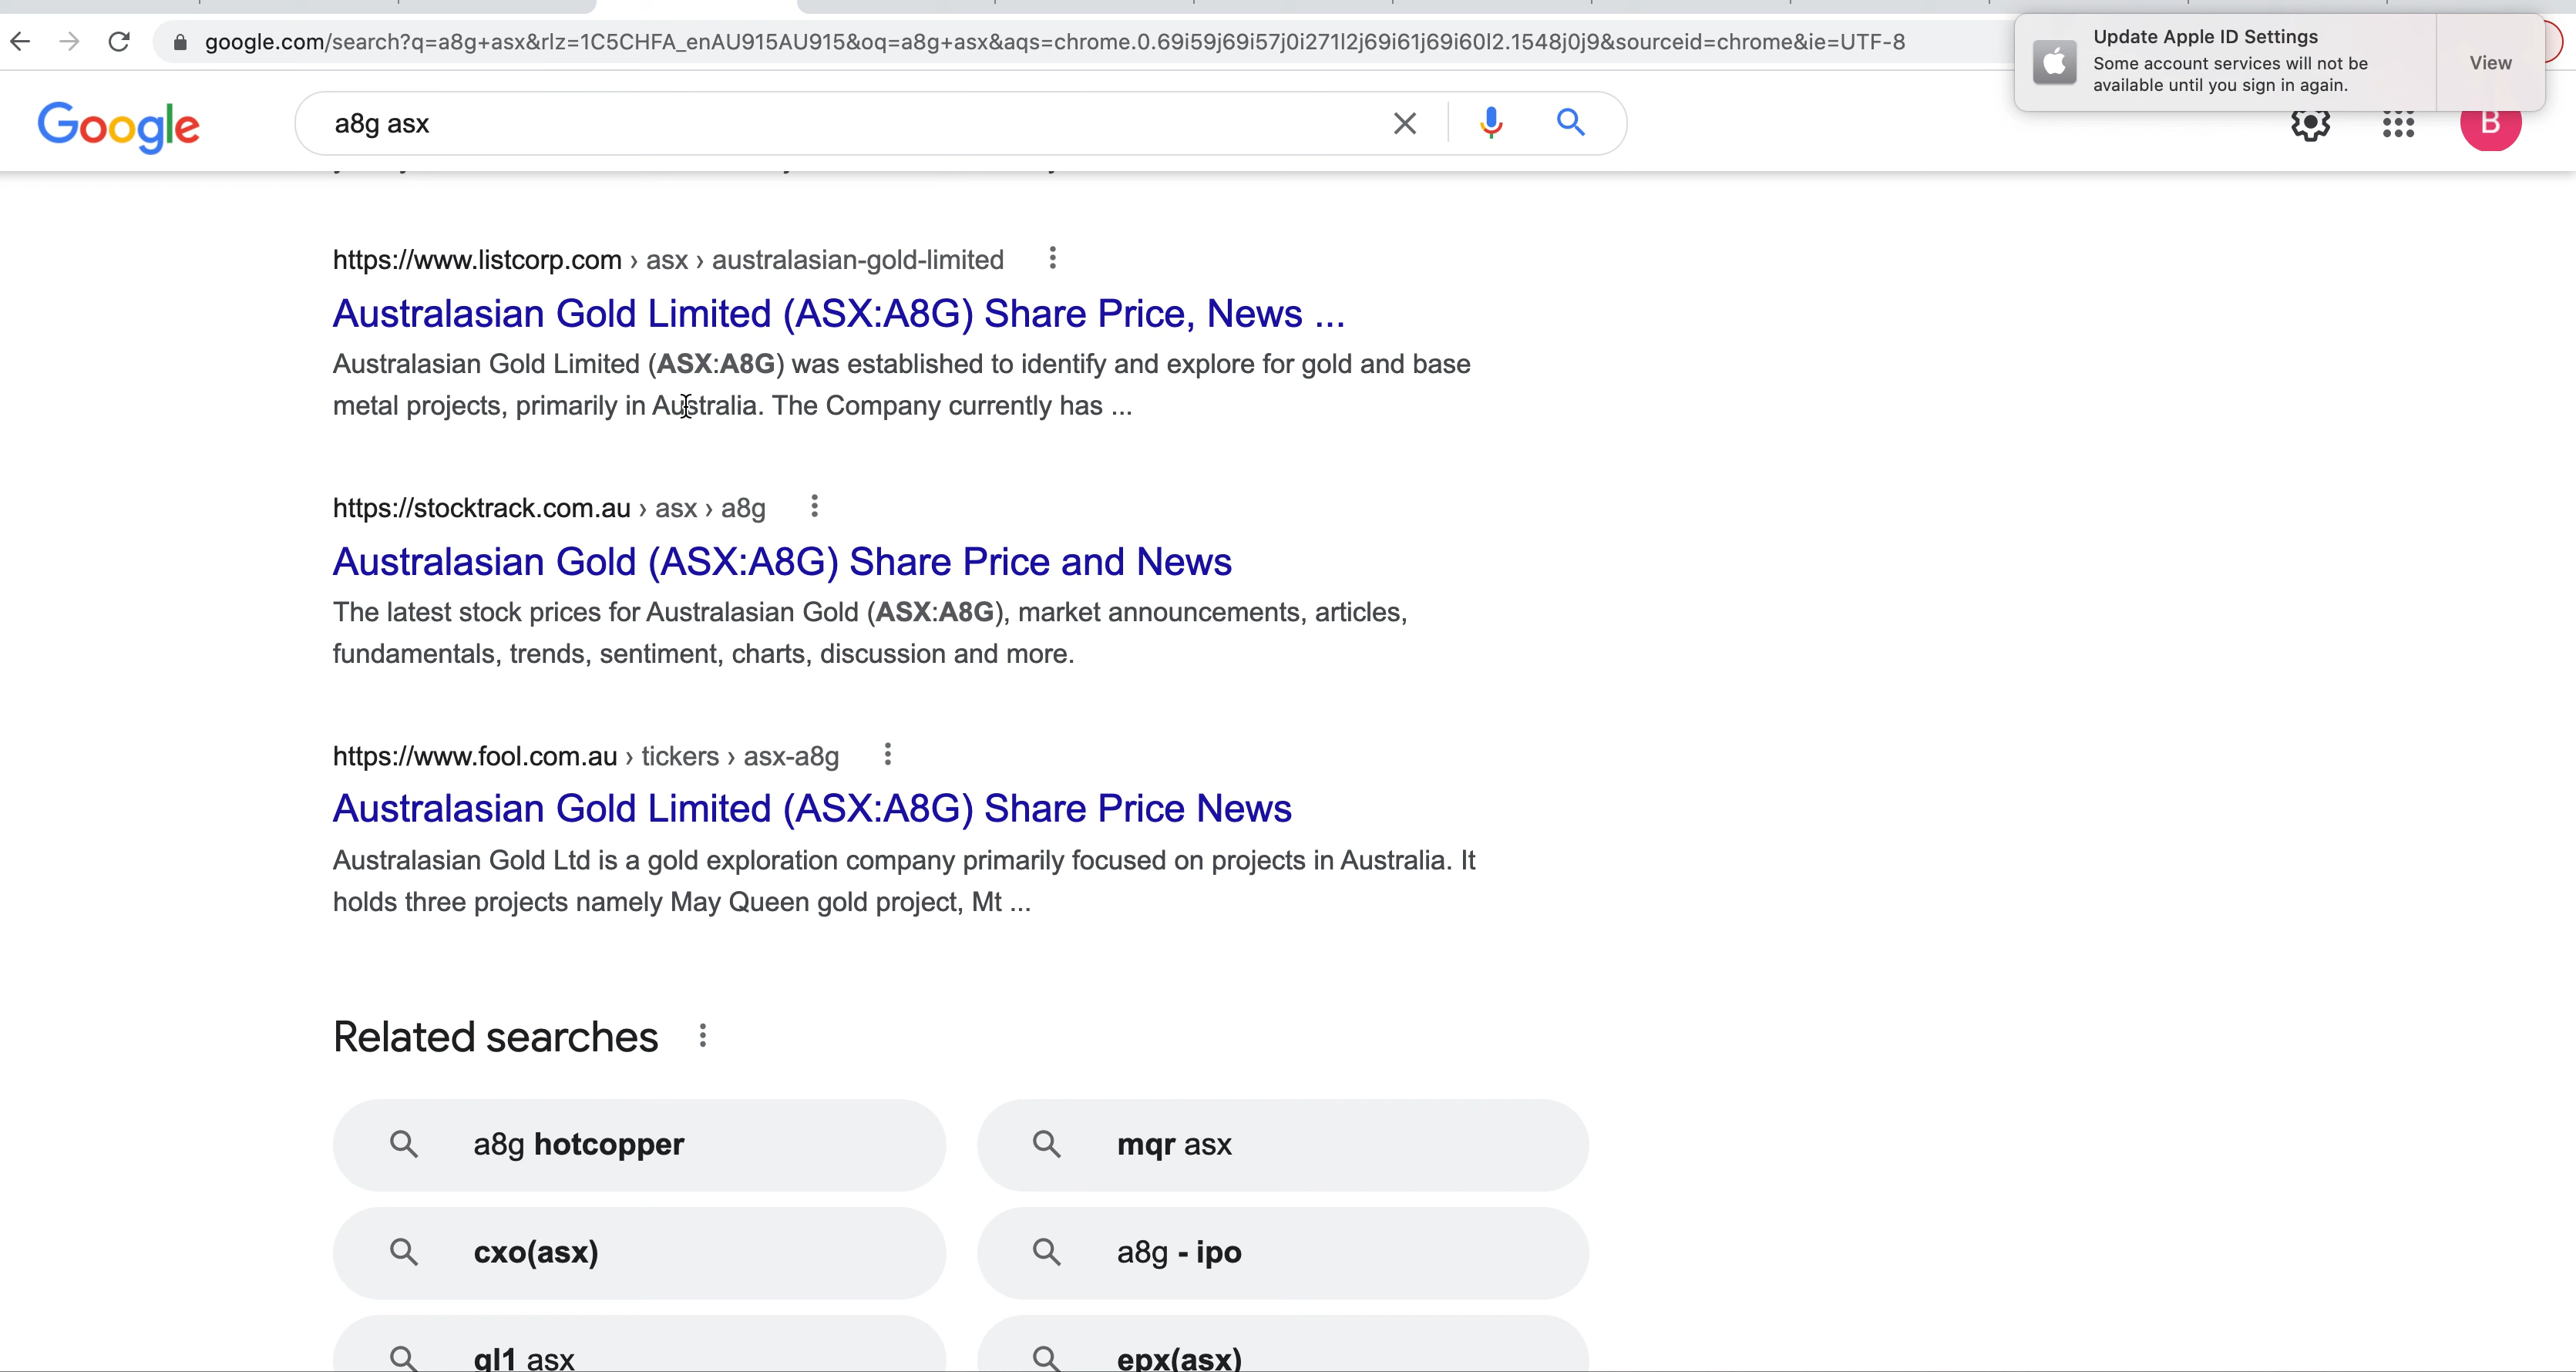 google.com/search?q=a8g+asx&rlz=1C5CHFA_enAU915AU915&oq=a8g+asx&aqs=chrome.0.69i59j69i57j0i271l2j69i61j69i60l2.1548j0j9&sourceid=chrome&ie=UTF-8
Update Apple ID Settings
Some account services will not be
available until you sign in again.
View
Google
a8g asx
B
https://www.listcorp.com › asx › australasian-gold-limited
Australasian Gold Limited (ASX:A8G) Share Price, News ...
Australasian Gold Limited (ASX:A8G) was established to identify and explore for gold and base
metal projects, primarily in Australia. The Company currently has ...
https://stocktrack.com.au › asx › a8g
Australasian Gold (ASX:A8G) Share Price and News
The latest stock prices for Australasian Gold (ASX:A8G), market announcements, articles,
fundamentals, trends, sentiment, charts, discussion and more.
https://www.fool.com.au › tickers › asx-a8g
Australasian Gold Limited (ASX:A8G) Share Price News
Australasian Gold Ltd is a gold exploration company primarily focused on projects in Australia. It
holds three projects namely May Queen gold project, Mt ...
Related searches
a8g hotcopper
mqr asx
cxo(asx)
a8g - ipo
gl1 asx
epx(asx)